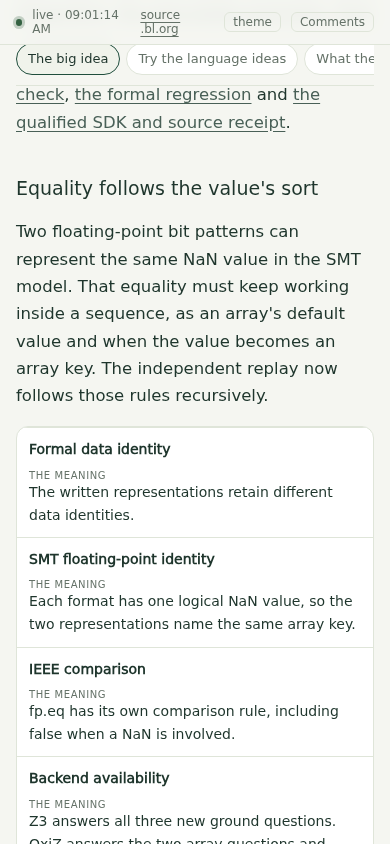 live · 09:01:14 AM
source.bl.org
theme
Comments
The big idea
Try the language ideas
What the
check, the formal regression and the
qualified SDK and source receipt.
Equality follows the value's sort
Two floating-point bit patterns can
represent the same NaN value in the SMT
model. That equality must keep working
inside a sequence, as an array's default
value and when the value becomes an
array key. The independent replay now
follows those rules recursively.
Formal data identity
THE MEANING
The written representations retain different
data identities.
SMT floating-point identity
THE MEANING
Each format has one logical NaN value, so the
two representations name the same array key.
IEEE comparison
THE MEANING
fp.eq has its own comparison rule, including
false when a NaN is involved.
Backend availability
THE MEANING
Z3 answers all three new ground questions.
OxiZ answers the two array questions and